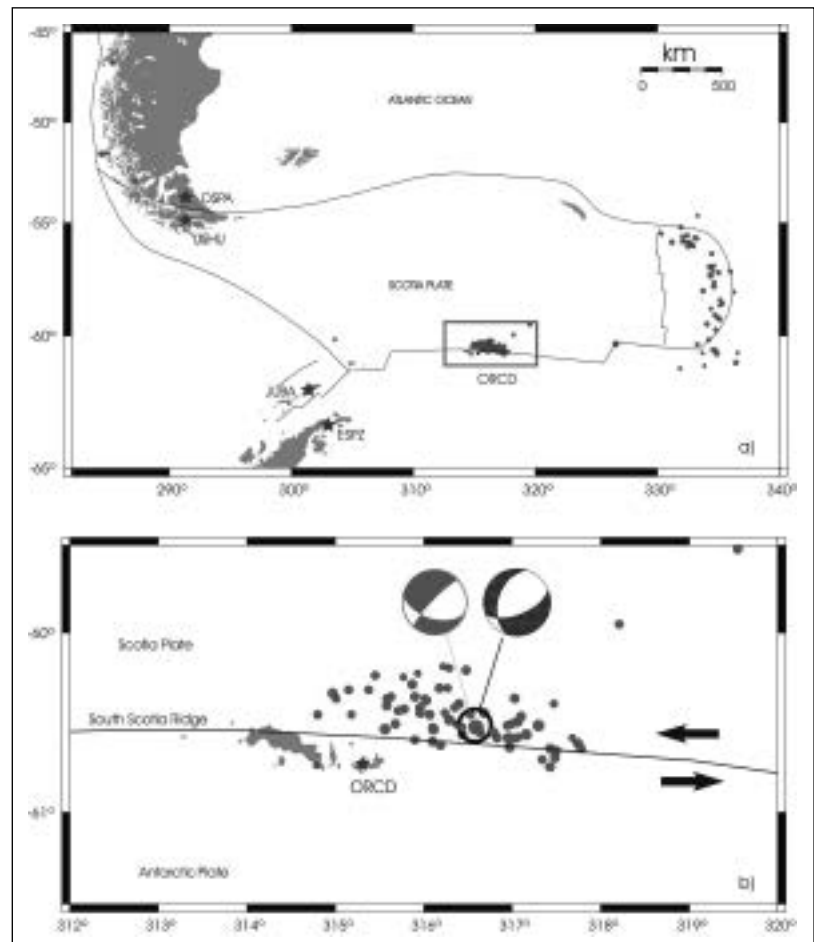 km
0 500
-45°
ATLANTIC OCEAN
-50°
DSPA
-55°
USHU
SCOTIA PLATE
-60°
ORCD
JUBA
ESPZ
-65°
a)
290° 300° 310° 320° 330° 340°
-60°
Scotia Plate
South Scotia Ridge
ORCD
-61°
Antarctic Plate
b)
312° 313° 314° 315° 316° 317° 318° 319° 320°